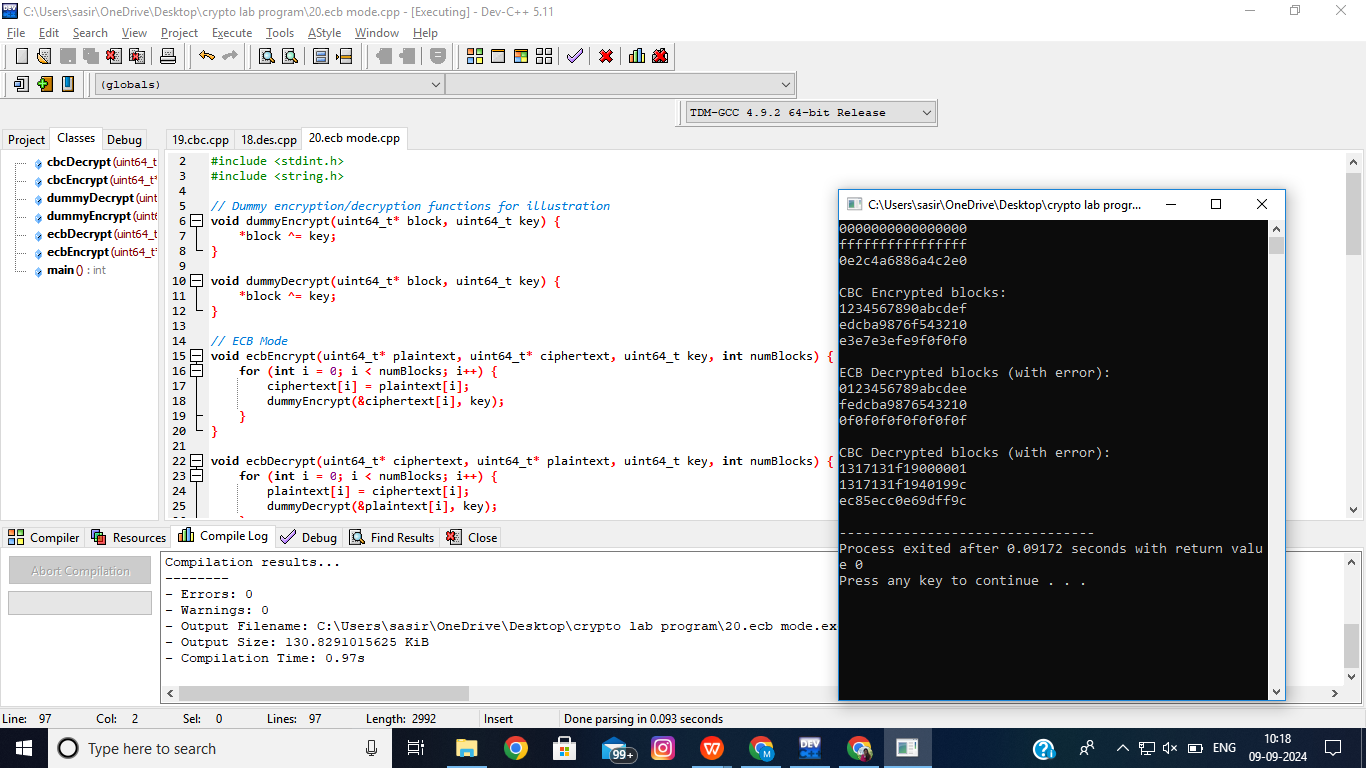 C:\Users\sasir\OneDrive\Desktop\crypto lab program\20.ecb mode.cpp - [Executing] - Dev-C++ 5.11
File Edit Search View Project Execute Tools AStyle Window Help
(globals)
TDM-GCC 4.9.2 64-bit Release
Project Classes Debug
19.cbc.cpp 18.des.cpp 20.ecb mode.cpp
cbcDecrypt (uint64_t
cbcEncrypt (uint64_t*
dummyDecrypt (uint
dummyEncrypt (uint6
ecbDecrypt (uint64_t
ecbEncrypt (uint64_t*
main () : int
2 #include <stdint.h>
3 #include <string.h>
4
5 // Dummy encryption/decryption functions for illustration
6 void dummyEncrypt(uint64_t* block, uint64_t key) {
7 *block ^= key;
8 }
9
10 void dummyDecrypt(uint64_t* block, uint64_t key) {
11 *block ^= key;
12 }
13
14 // ECB Mode
15 void ecbEncrypt(uint64_t* plaintext, uint64_t* ciphertext, uint64_t key, int numBlocks) {
16 for (int i = 0; i < numBlocks; i++) {
17 ciphertext[i] = plaintext[i];
18 dummyEncrypt(&ciphertext[i], key);
19 }
20 }
21
22 void ecbDecrypt(uint64_t* ciphertext, uint64_t* plaintext, uint64_t key, int numBlocks) {
23 for (int i = 0; i < numBlocks; i++) {
24 plaintext[i] = ciphertext[i];
25 dummyDecrypt(&plaintext[i], key);
C:\Users\sasir\OneDrive\Desktop\crypto lab progr...
0000000000000000
ffffffffffffffff
0e2c4a6886a4c2e0
CBC Encrypted blocks:
1234567890abcdef
edcba9876f543210
e3e7e3efe9f0f0f0
ECB Decrypted blocks (with error):
0123456789abcdee
fedcba9876543210
0f0f0f0f0f0f0f0f
CBC Decrypted blocks (with error):
1317131f19000001
1317131f1940199c
ec85ecc0e69dff9c
--------------------------------
Process exited after 0.09172 seconds with return valu
e 0
Press any key to continue . . .
Compiler Resources Compile Log Debug Find Results Close
Abort Compilation
Compilation results...
--------
- Errors: 0
- Warnings: 0
- Output Filename: C:\Users\sasir\OneDrive\Desktop\crypto lab program\20.ecb mode.ex
- Output Size: 130.8291015625 KiB
- Compilation Time: 0.97s
Line: 97 Col: 2 Sel: 0 Lines: 97 Length: 2992 Insert Done parsing in 0.093 seconds
Type here to search
99+
DEV
ENG
10:18
09-09-2024